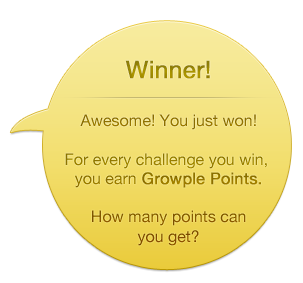 Winner!
Awesome! You just won!
For every challenge you win,
you earn Growple Points.
How many points can
you get?